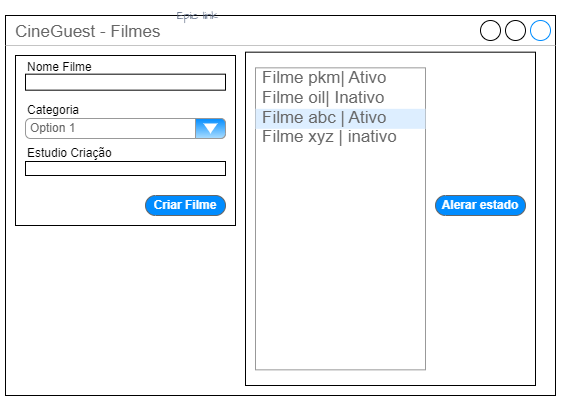 Epic link
CineGuest - Filmes
Nome Filme
Categoria
Option 1
Estudio Criação
Criar Filme
Filme pkm| Ativo
Filme oil| Inativo
Filme abc | Ativo
Filme xyz | inativo
Alerar estado